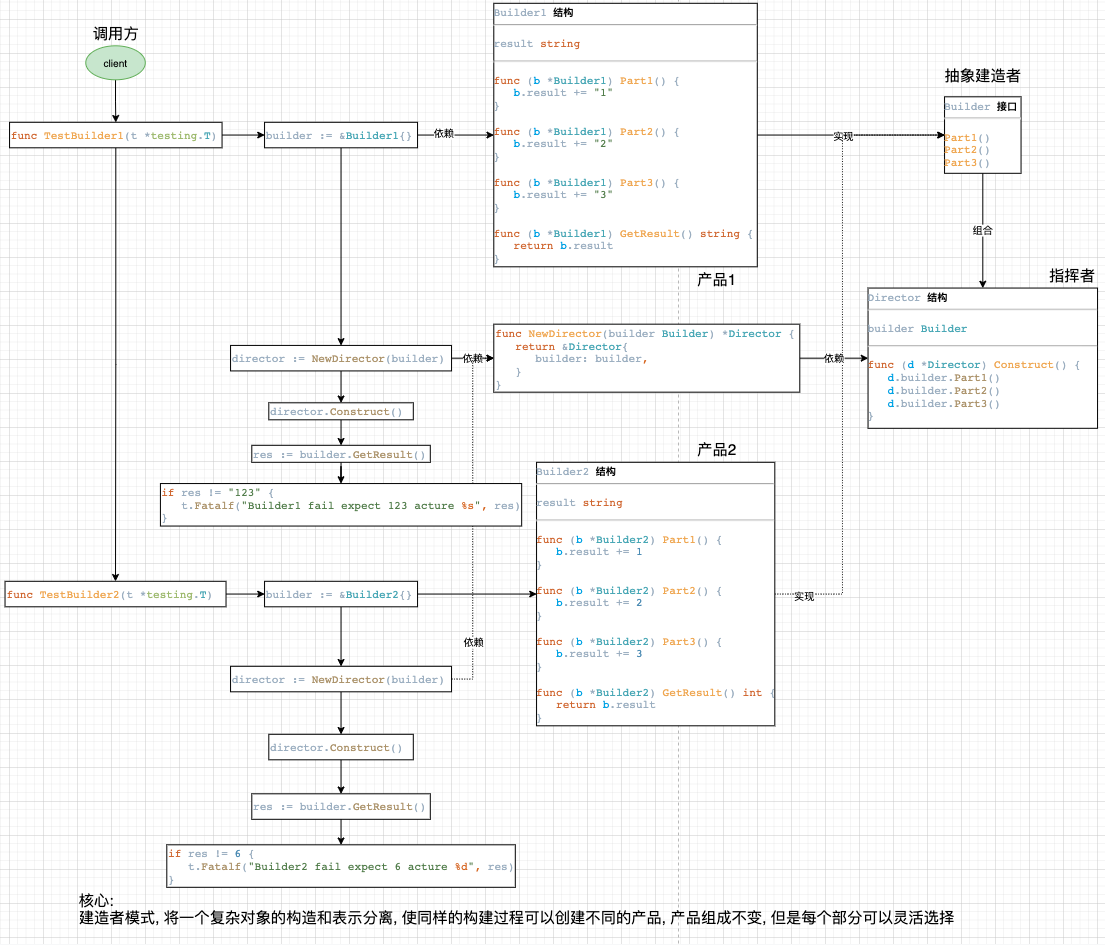 调用方
client
func TestBuilder1(t *testing.T)
builder := &Builder1{}
依赖
Builder1 结构
result string
func (b *Builder1) Part1() {
b.result += "1"
}
func (b *Builder1) Part2() {
b.result += "2"
}
func (b *Builder1) Part3() {
b.result += "3"
}
func (b *Builder1) GetResult() string {
return b.result
}
产品1
实现
抽象建造者
Builder 接口
Part1()
Part2()
Part3()
组合
指挥者
Director 结构
builder Builder
func (d *Director) Construct() {
d.builder.Part1()
d.builder.Part2()
d.builder.Part3()
}
director := NewDirector(builder)
依赖
func NewDirector(builder Builder) *Director {
return &Director{
builder: builder,
}
}
依赖
director.Construct()
res := builder.GetResult()
if res != "123" {
t.Fatalf("Builder1 fail expect 123 acture %s", res)
}
产品2
Builder2 结构
result string
func (b *Builder2) Part1() {
b.result += 1
}
func (b *Builder2) Part2() {
b.result += 2
}
func (b *Builder2) Part3() {
b.result += 3
}
func (b *Builder2) GetResult() int {
return b.result
}
实现
func TestBuilder2(t *testing.T)
builder := &Builder2{}
依赖
director := NewDirector(builder)
director.Construct()
res := builder.GetResult()
if res != 6 {
t.Fatalf("Builder2 fail expect 6 acture %d", res)
}
核心:
建造者模式, 将一个复杂对象的构造和表示分离, 使同样的构建过程可以创建不同的产品, 产品组成不变, 但是每个部分可以灵活选择